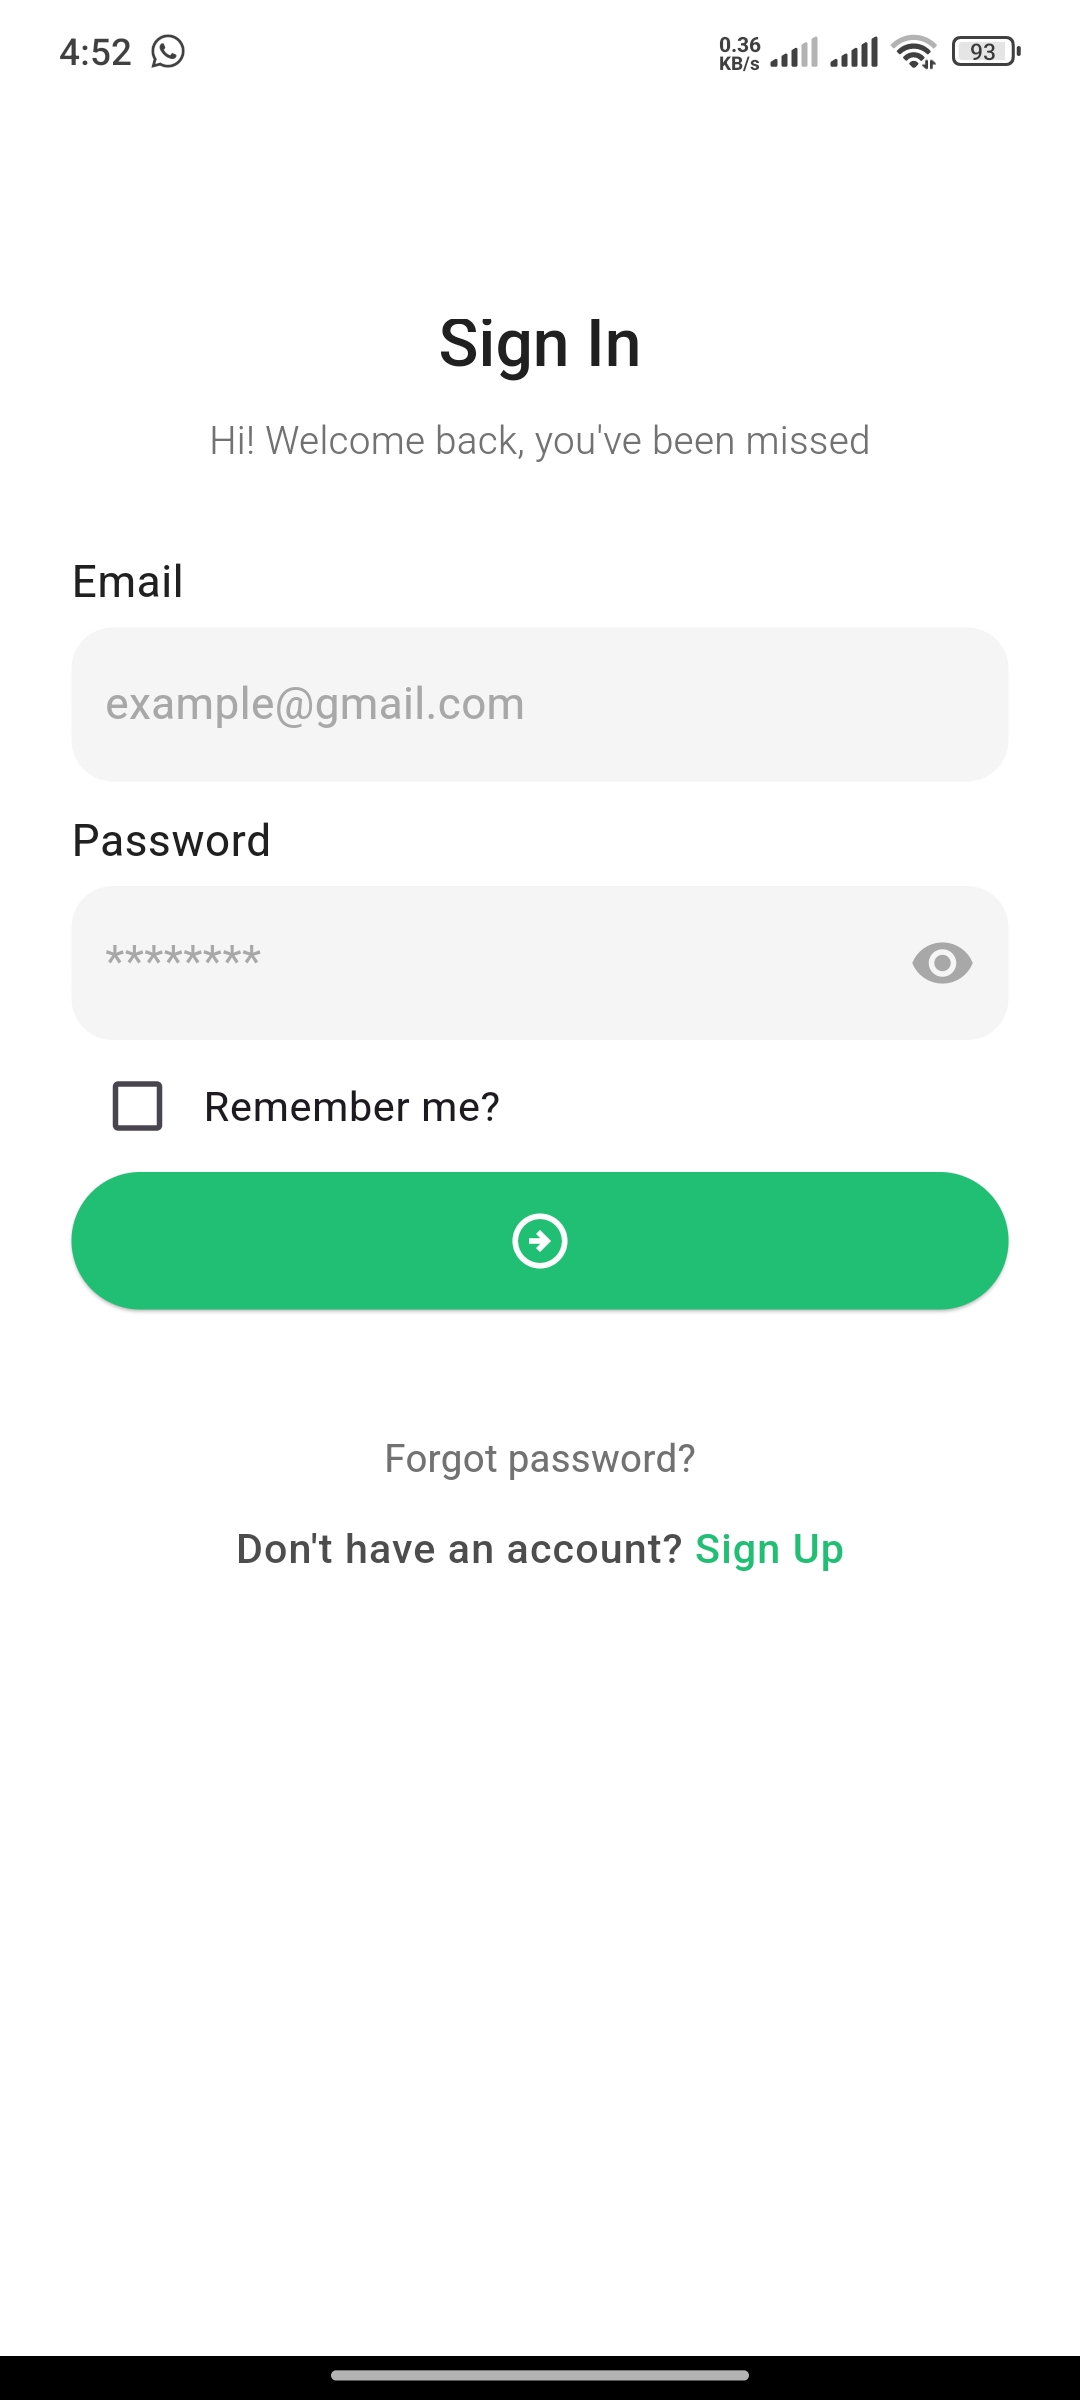 4:52 0.36 KB/s 93
Sign In
Hi! Welcome back, you've been missed
Email
example@gmail.com
Password
********
Remember me?
Forgot password?
Don't have an account? Sign Up